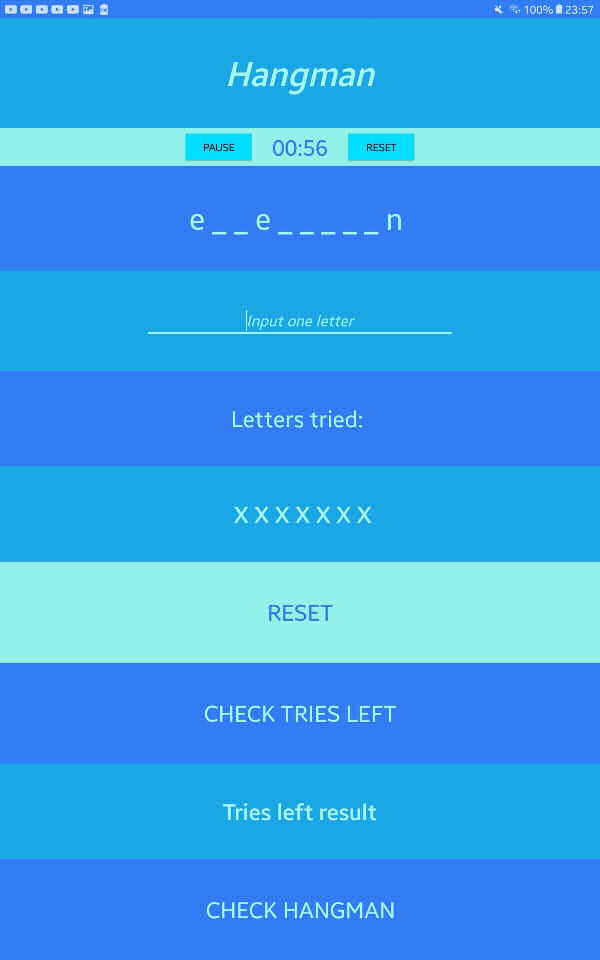 100% 23:57
Hangman
PAUSE 00:56 RESET
e _ _ e _ _ _ _ _ n
Input one letter
Letters tried:
X X X X X X X
RESET
CHECK TRIES LEFT
Tries left result
CHECK HANGMAN